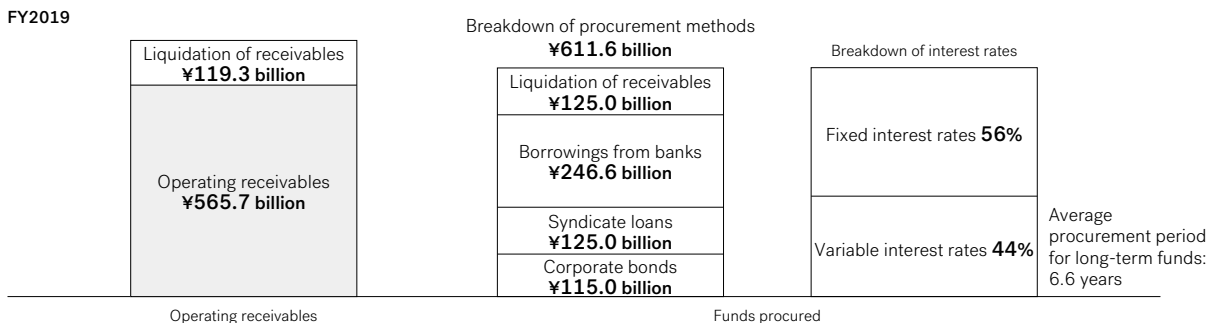 FY2019
Liquidation of receivables
¥119.3 billion
Operating receivables
¥565.7 billion
Operating receivables
Breakdown of procurement methods
¥611.6 billion
Liquidation of receivables
¥125.0 billion
Borrowings from banks
¥246.6 billion
Syndicate loans
¥125.0 billion
Corporate bonds
¥115.0 billion
Breakdown of interest rates
Fixed interest rates 56%
Variable interest rates 44%
Average
procurement period
for long-term funds:
6.6 years
Funds procured